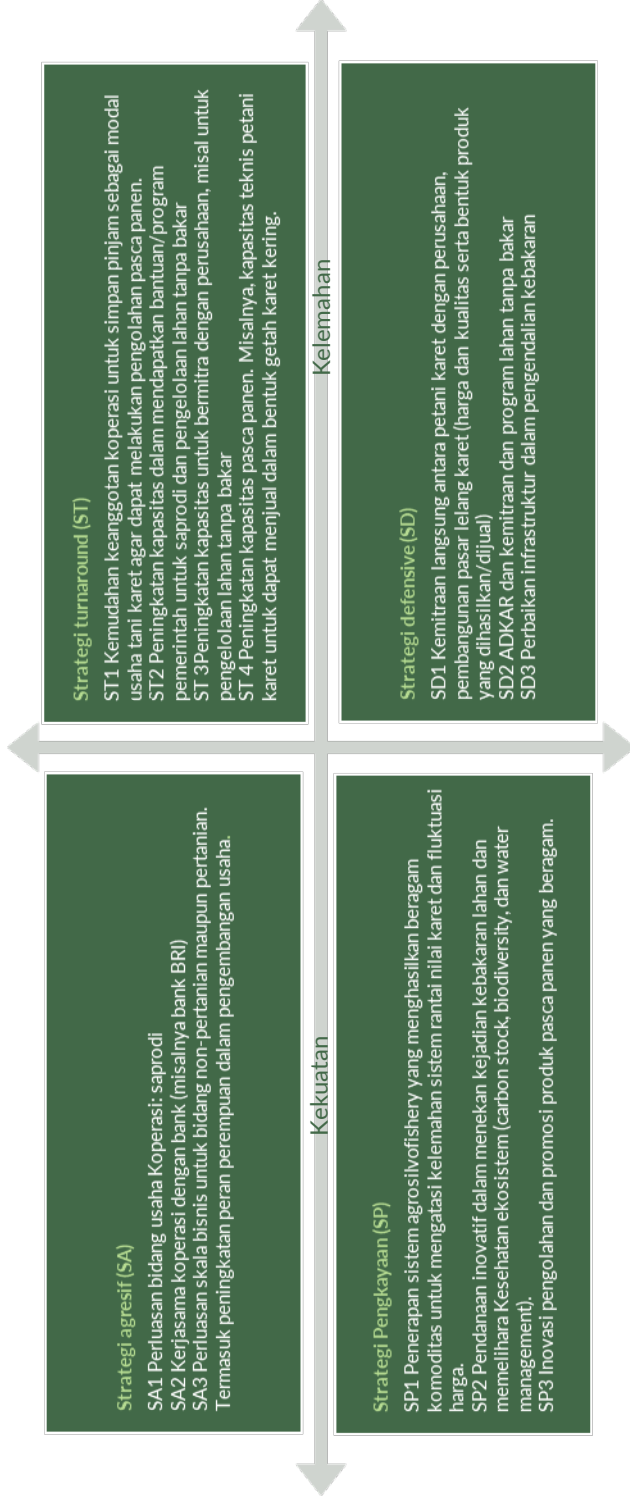 Strategi agresif (SA)
SA1 Perluasan bidang usaha Koperasi: saprodi
SA2 Kerjasama koperasi dengan bank (misalnya bank BRI)
SA3 Perluasan skala bisnis untuk bidang non-pertanian maupun pertanian.
Termasuk peningkatan peran perempuan dalam pengembangan usaha.
Strategi turnaround (ST)
ST1 Kemudahan keanggotan koperasi untuk simpan pinjam sebagai modal
usaha tani karet agar dapat melakukan pengolahan pasca panen.
ST2 Peningkatan kapasitas dalam mendapatkan bantuan/program
pemerintah untuk saprodi dan pengelolaan lahan tanpa bakar
ST 3Peningkatan kapasitas untuk bermitra dengan perusahaan, misal untuk
pengelolaan lahan tanpa bakar
ST 4 Peningkatan kapasitas pasca panen. Misalnya, kapasitas teknis petani
karet untuk dapat menjual dalam bentuk getah karet kering.
Kekuatan
Kelemahan
Strategi Pengkayaan (SP)
SP1 Penerapan sistem agrosilvofishery yang menghasilkan beragam
komoditas untuk mengatasi kelemahan sistem rantai nilai karet dan fluktuasi
harga.
SP2 Pendanaan inovatif dalam menekan kejadian kebakaran lahan dan
memelihara Kesehatan ekosistem (carbon stock, biodiversity, dan water
management).
SP3 Inovasi pengolahan dan promosi produk pasca panen yang beragam.
Strategi defensive (SD)
SD1 Kemitraan langsung antara petani karet dengan perusahaan,
pembangunan pasar lelang karet (harga dan kualitas serta bentuk produk
yang dihasilkan/dijual)
SD2 ADKAR dan kemitraan dan program lahan tanpa bakar
SD3 Perbaikan infrastruktur dalam pengendalian kebakaran